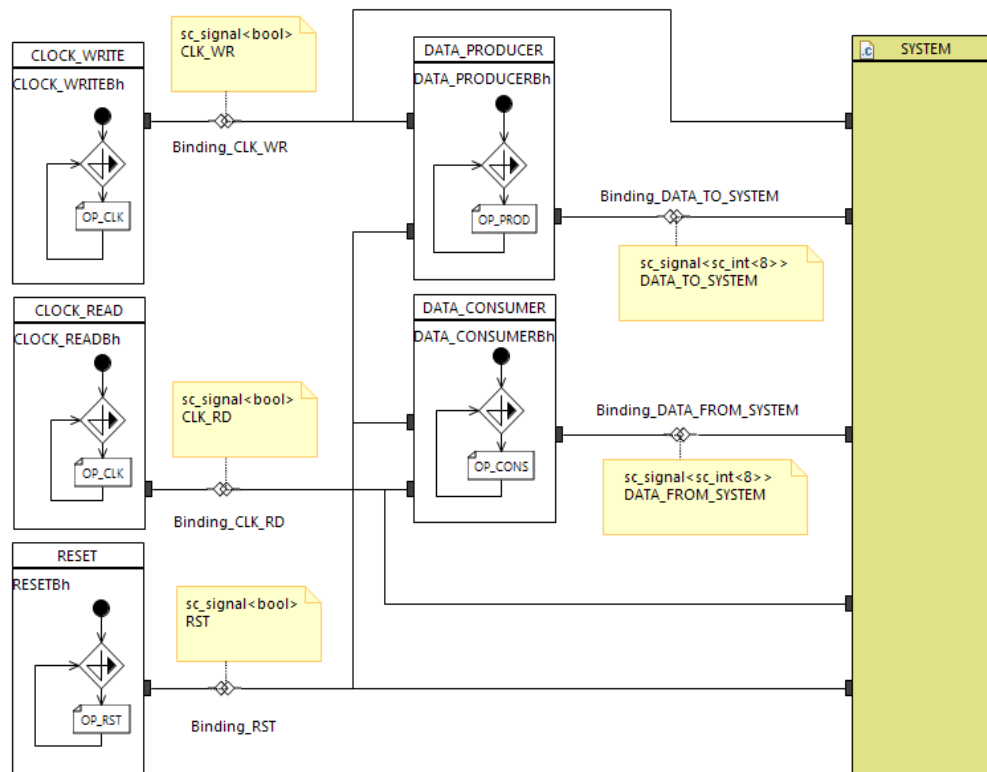 CLOCK_WRITE
CLOCK_WRITEBh
OP_CLK
sc_signal<bool>
CLK_WR
Binding_CLK_WR
DATA_PRODUCER
DATA_PRODUCERBh
OP_PROD
.c
SYSTEM
Binding_DATA_TO_SYSTEM
sc_signal<sc_int<8>>
DATA_TO_SYSTEM
CLOCK_READ
CLOCK_READBh
OP_CLK
sc_signal<bool>
CLK_RD
Binding_CLK_RD
DATA_CONSUMER
DATA_CONSUMERBh
OP_CONS
Binding_DATA_FROM_SYSTEM
sc_signal<sc_int<8>>
DATA_FROM_SYSTEM
RESET
RESETBh
OP_RST
sc_signal<bool>
RST
Binding_RST